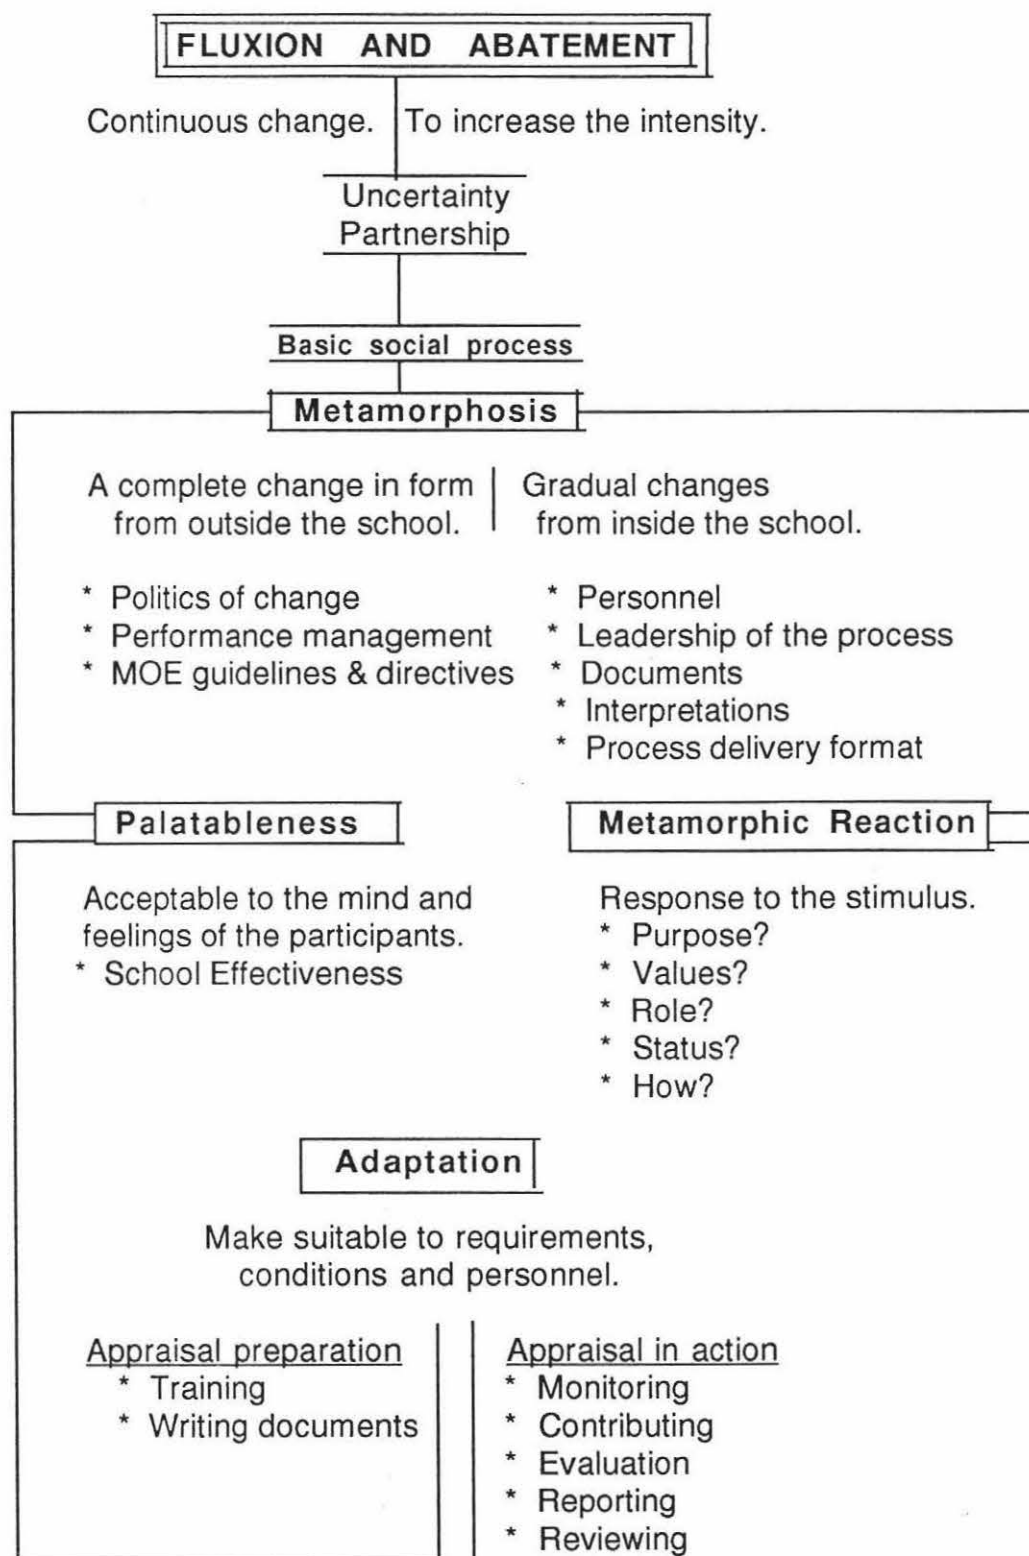 FLUXION AND ABATEMENT
Continuous change. To increase the intensity.
Uncertainty
Partnership
Basic social process
Metamorphosis
A complete change in form
from outside the school.
Gradual changes
from inside the school.
* Politics of change
* Performance management
* MOE guidelines & directives
* Personnel
* Leadership of the process
* Documents
* Interpretations
* Process delivery format
Palatableness
Acceptable to the mind and
feelings of the participants.
* School Effectiveness
Metamorphic Reaction
Response to the stimulus.
* Purpose?
* Values?
* Role?
* Status?
* How?
Adaptation
Make suitable to requirements,
conditions and personnel.
Appraisal preparation
* Training
* Writing documents
Appraisal in action
* Monitoring
* Contributing
* Evaluation
* Reporting
* Reviewing